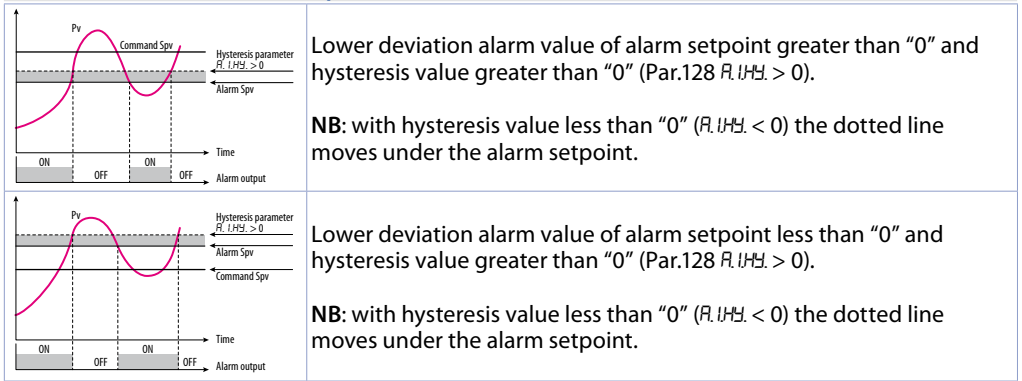 Pv
Command Spv
Hysteresis parameter
A.1.HY. > 0
Alarm Spv
Time
ON
OFF
ON
OFF
Alarm output
Lower deviation alarm value of alarm setpoint greater than “0” and
hysteresis value greater than “0” (Par.128 A.1.HY. > 0).
NB: with hysteresis value less than “0” (A.1.HY. < 0) the dotted line
moves under the alarm setpoint.
Pv
Hysteresis parameter
A.1.HY. > 0
Alarm Spv
Command Spv
Time
ON
OFF
ON
OFF
Alarm output
Lower deviation alarm value of alarm setpoint less than “0” and
hysteresis value greater than “0” (Par.128 A.1.HY. > 0).
NB: with hysteresis value less than “0” (A.1.HY. < 0) the dotted line
moves under the alarm setpoint.